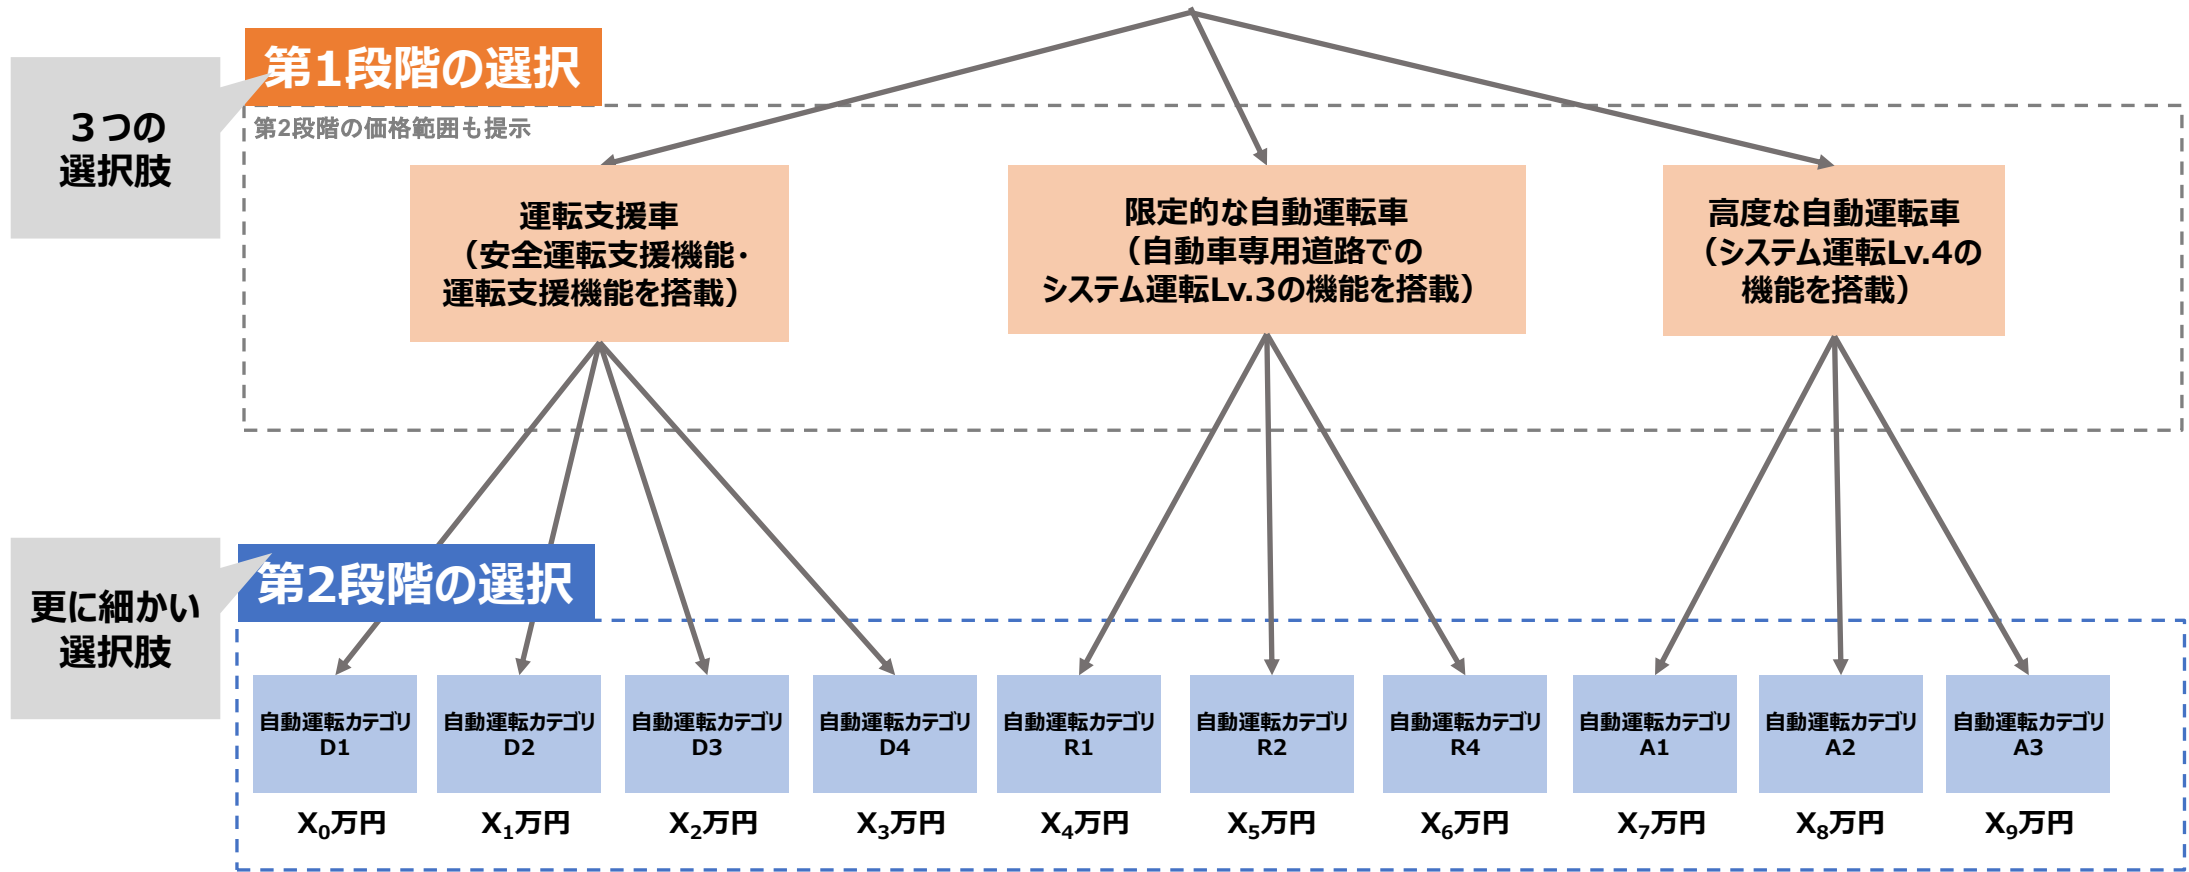 第1段階の選択
3つの
選択肢
第2段階の価格範囲も提示
運転支援車
（安全運転支援機能・
運転支援機能を搭載）
限定的な自動運転車
（自動車専用道路での
システム運転Lv.3の機能を搭載）
高度な自動運転車
（システム運転Lv.4の
機能を搭載）
第2段階の選択
更に細かい
選択肢
自動運転カテゴリ
D1
自動運転カテゴリ
D2
自動運転カテゴリ
D3
自動運転カテゴリ
D4
自動運転カテゴリ
R1
自動運転カテゴリ
R2
自動運転カテゴリ
R4
自動運転カテゴリ
A1
自動運転カテゴリ
A2
自動運転カテゴリ
A3
X₀万円
X₁万円
X₂万円
X₃万円
X₄万円
X₅万円
X₆万円
X₇万円
X₈万円
X₉万円